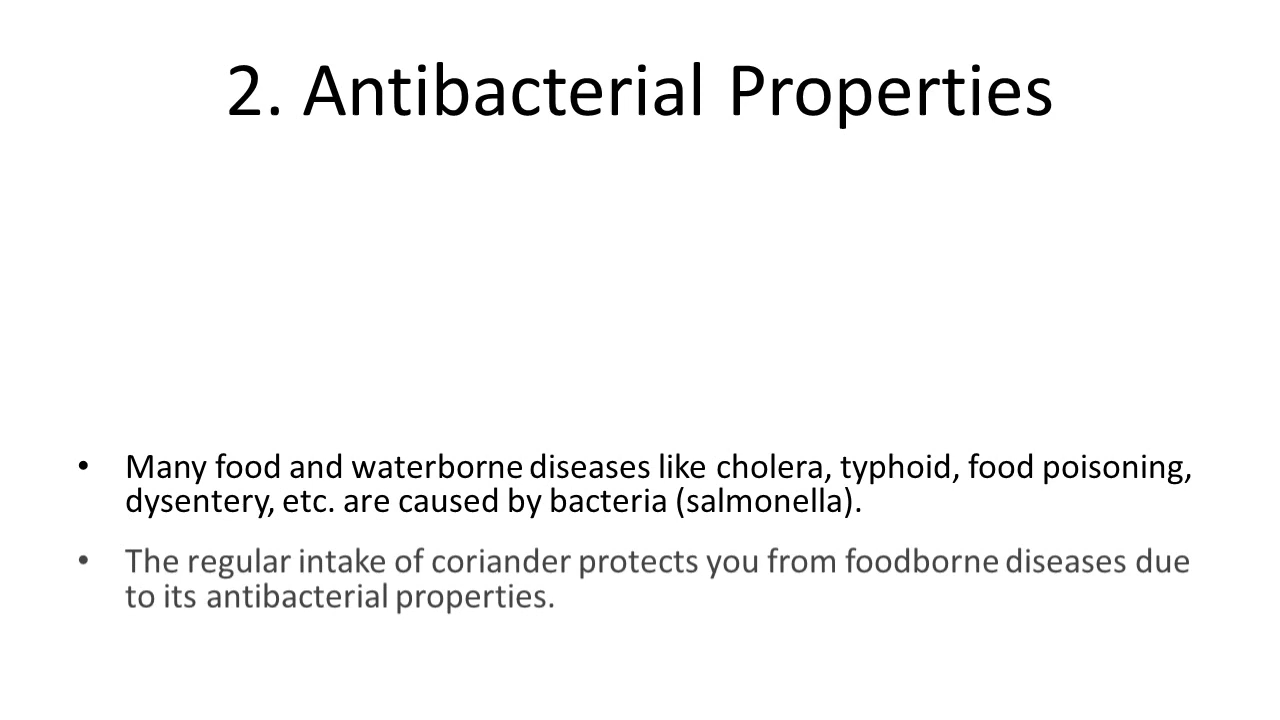 2. Antibacterial Properties
• Many food and waterborne diseases like cholera, typhoid, food poisoning,
dysentery, etc. are caused by bacteria (salmonella).
• The regular intake of coriander protects you from foodborne diseases due
to its antibacterial properties.